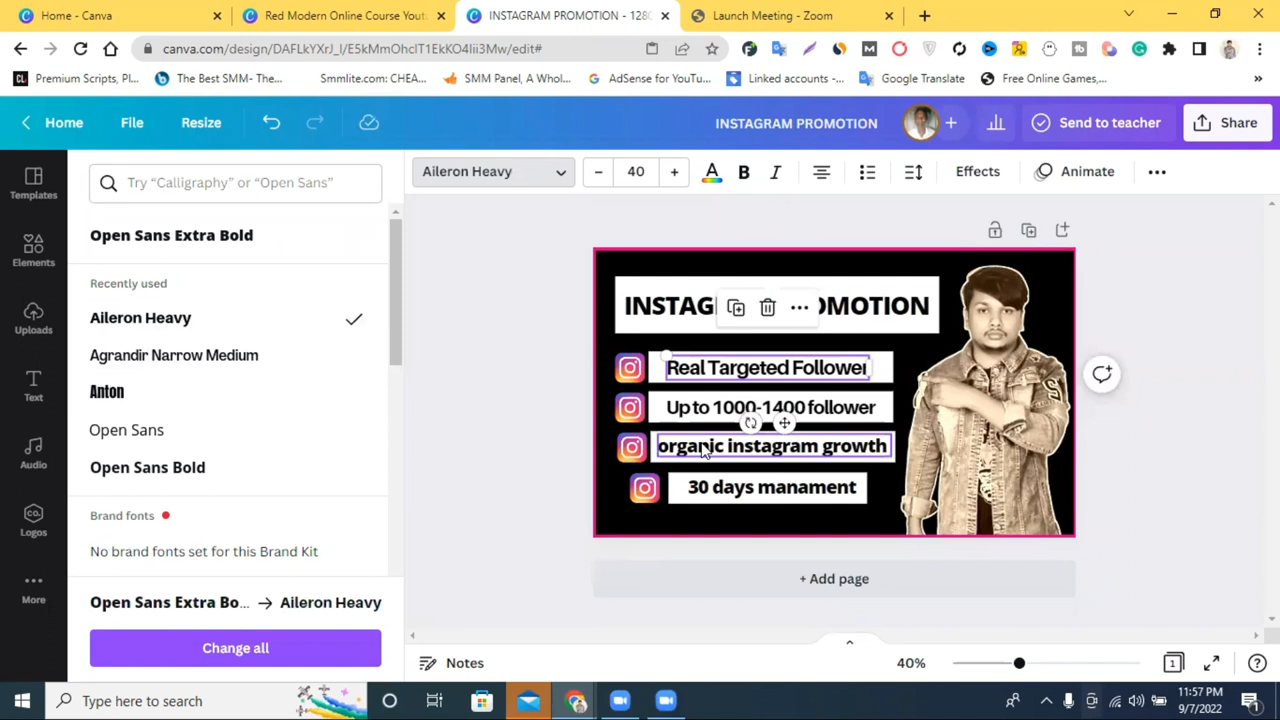 Home - Canva
Red Modern Online Course Yout
INSTAGRAM PROMOTION - 1280
Launch Meeting - Zoom
canva.com/design/DAFLkYXrJ_I/E5kMmOhclT1EkKO4Iii3Mw/edit#
Premium Scripts, Pl...
The Best SMM- The...
Smmlite.com: CHEA...
SMM Panel, A Whol...
AdSense for YouTu...
Linked accounts -...
Google Translate
Free Online Games,...
Home
File
Resize
INSTAGRAM PROMOTION
Send to teacher
Share
Templates
Elements
Uploads
Text
Audio
Logos
More
Try “Calligraphy” or “Open Sans”
Open Sans Extra Bold
Recently used
Aileron Heavy
Agrandir Narrow Medium
Anton
Open Sans
Open Sans Bold
Brand fonts
No brand fonts set for this Brand Kit
Open Sans Extra Bo... → Aileron Heavy
Change all
Aileron Heavy
40
A
B
I
Effects
Animate
INSTAG OMOTION
Real Targeted Follower
Up to 1000-1400 follower
organic instagram growth
30 days manament
+ Add page
Notes
40%
1
Type here to search
11:57 PM
9/7/2022